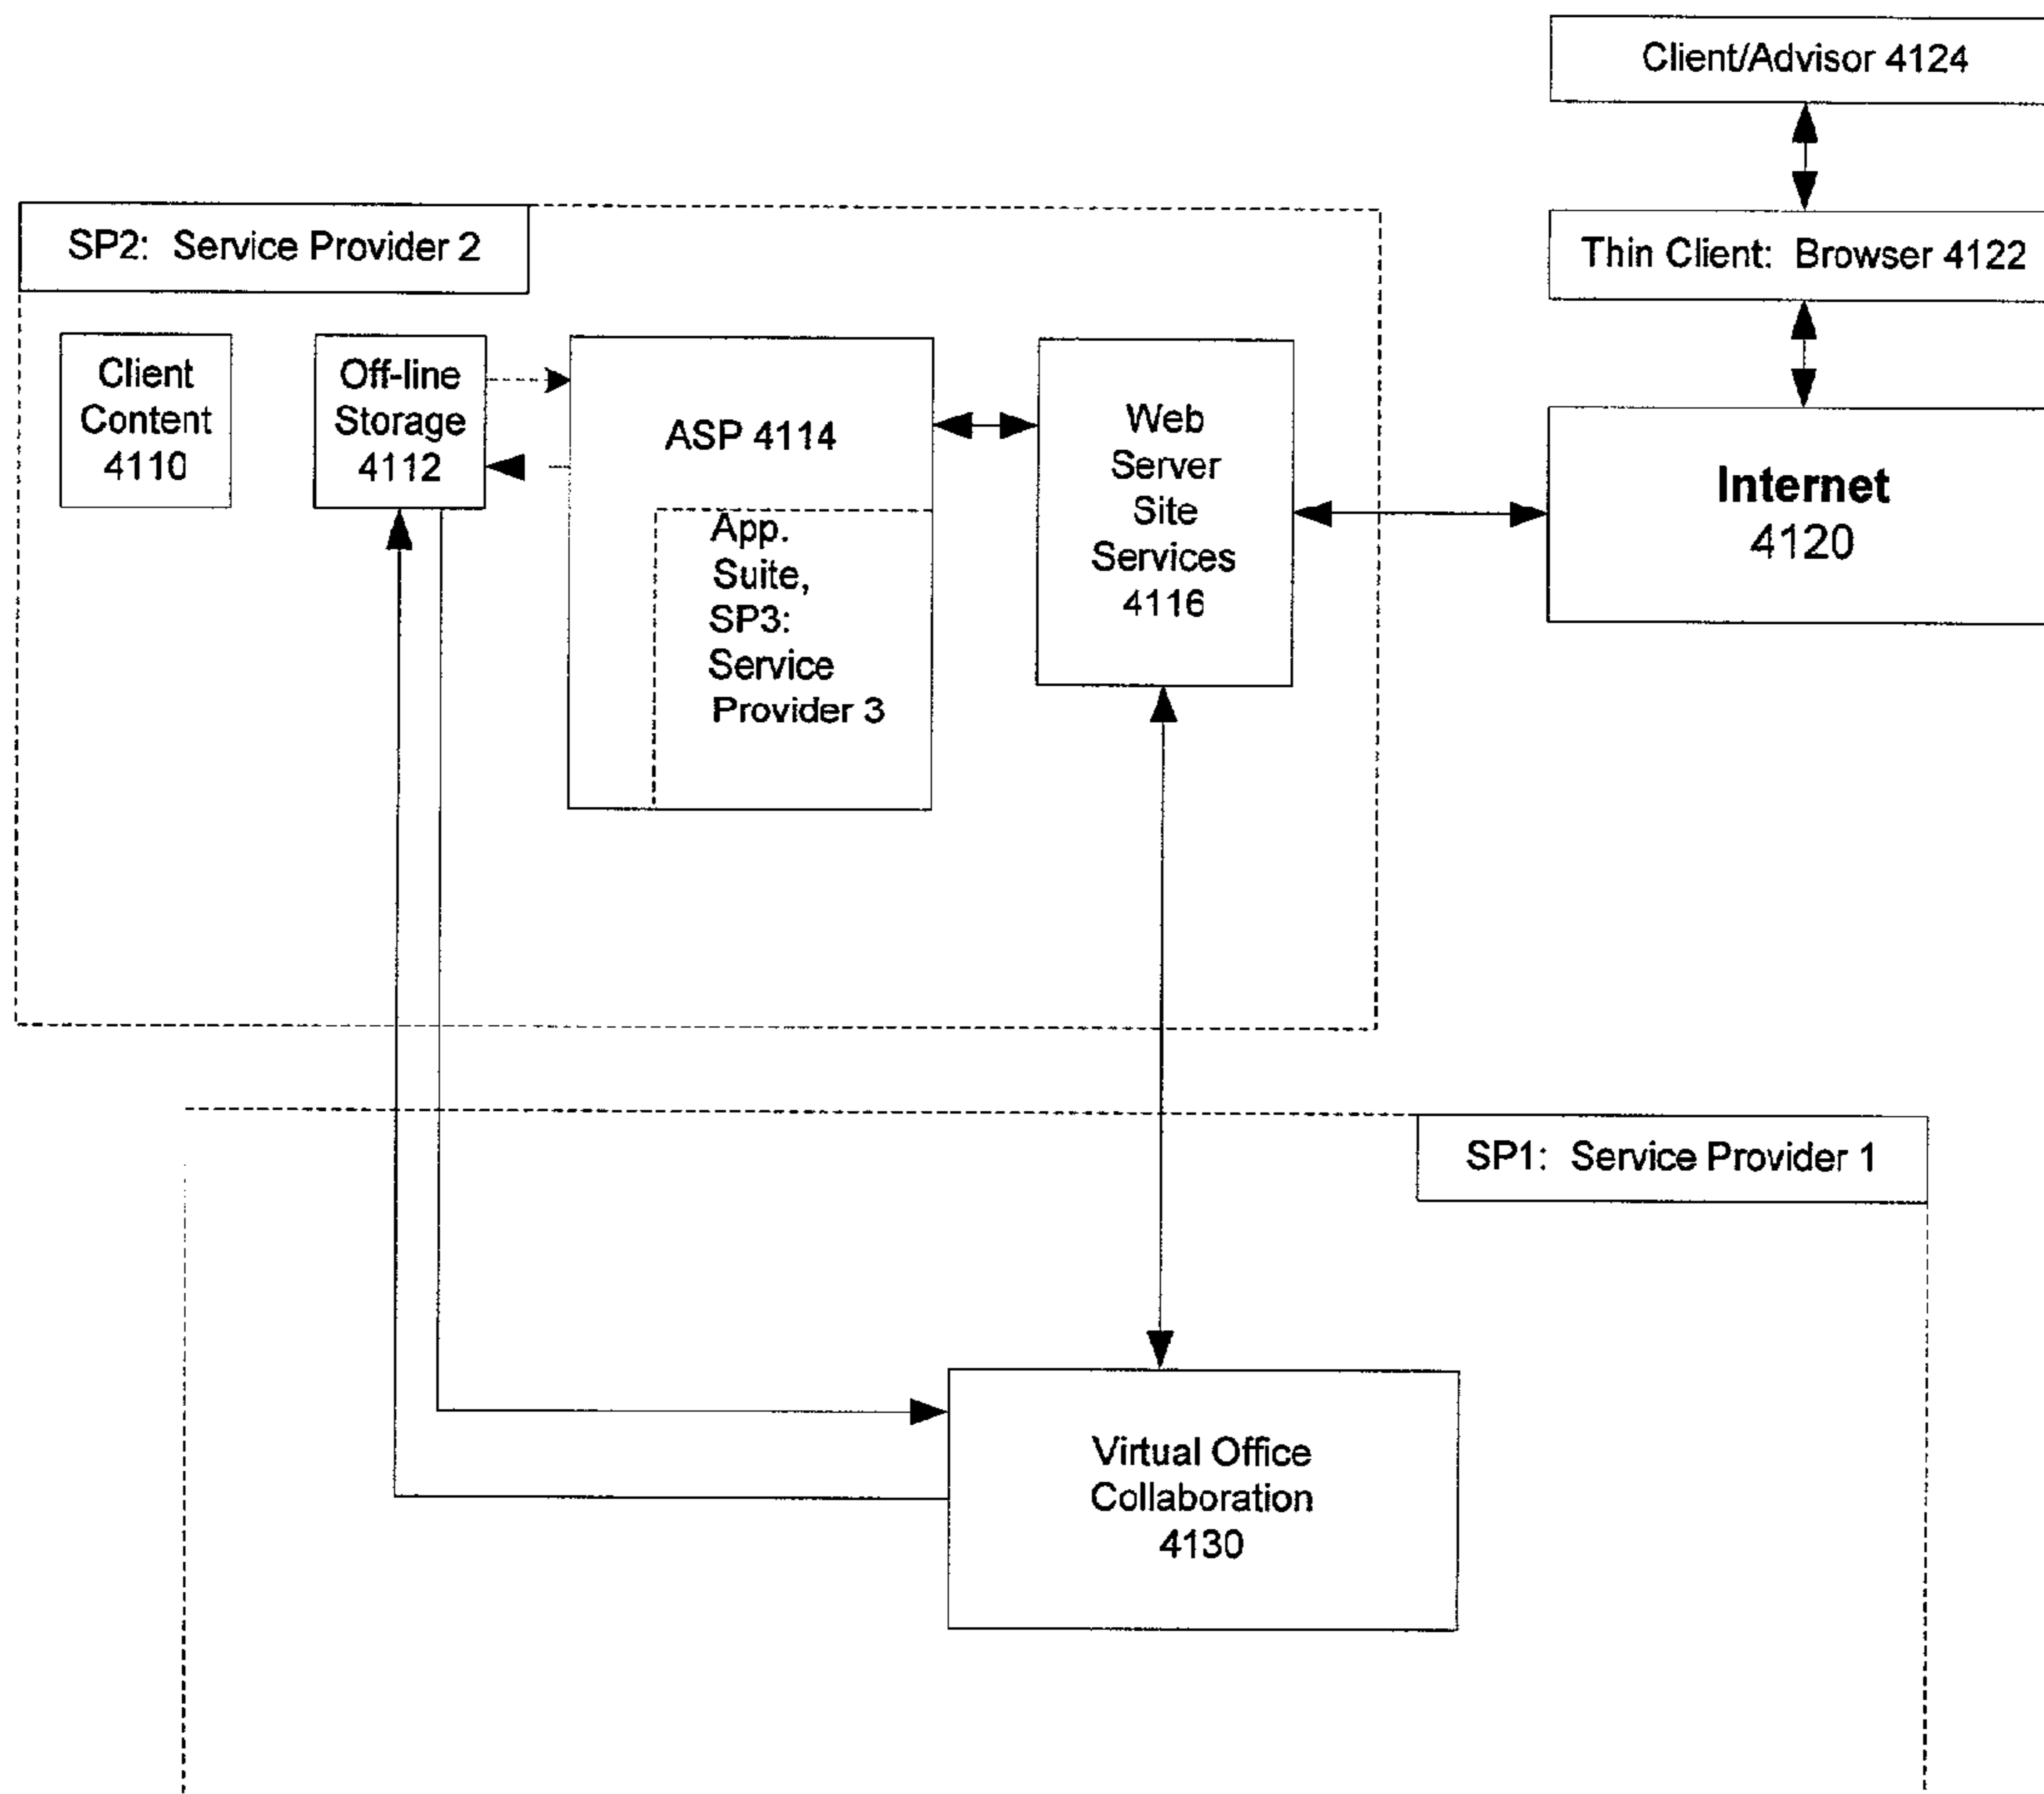 Client/Advisor 4124
Thin Client: Browser 4122
Internet
4120
SP2: Service Provider 2
Client
Content
4110
Off-line
Storage
4112
ASP 4114
App.
Suite,
SP3:
Service
Provider 3
Web
Server
Site
Services
4116
SP1: Service Provider 1
Virtual Office
Collaboration
4130